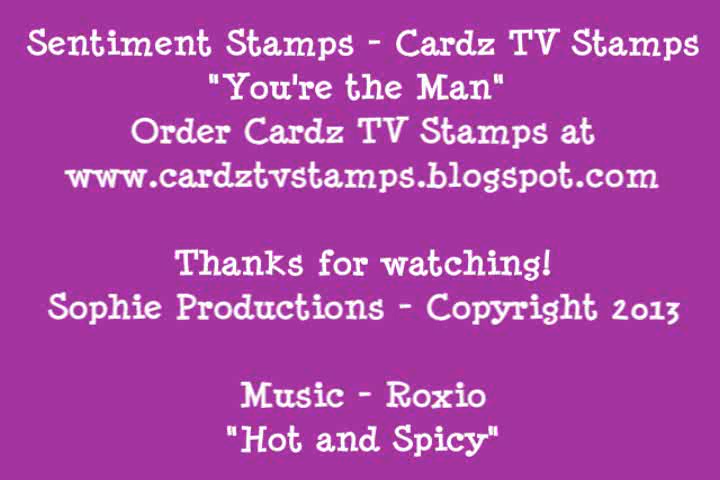 Sentiment Stamps - Cardz TV Stamps
"You're the Man"
Order Cardz TV Stamps at
www.cardztvstamps.blogspot.com
Thanks for watching!
Sophie Productions - Copyright 2013
Music - Roxio
"Hot and Spicy"